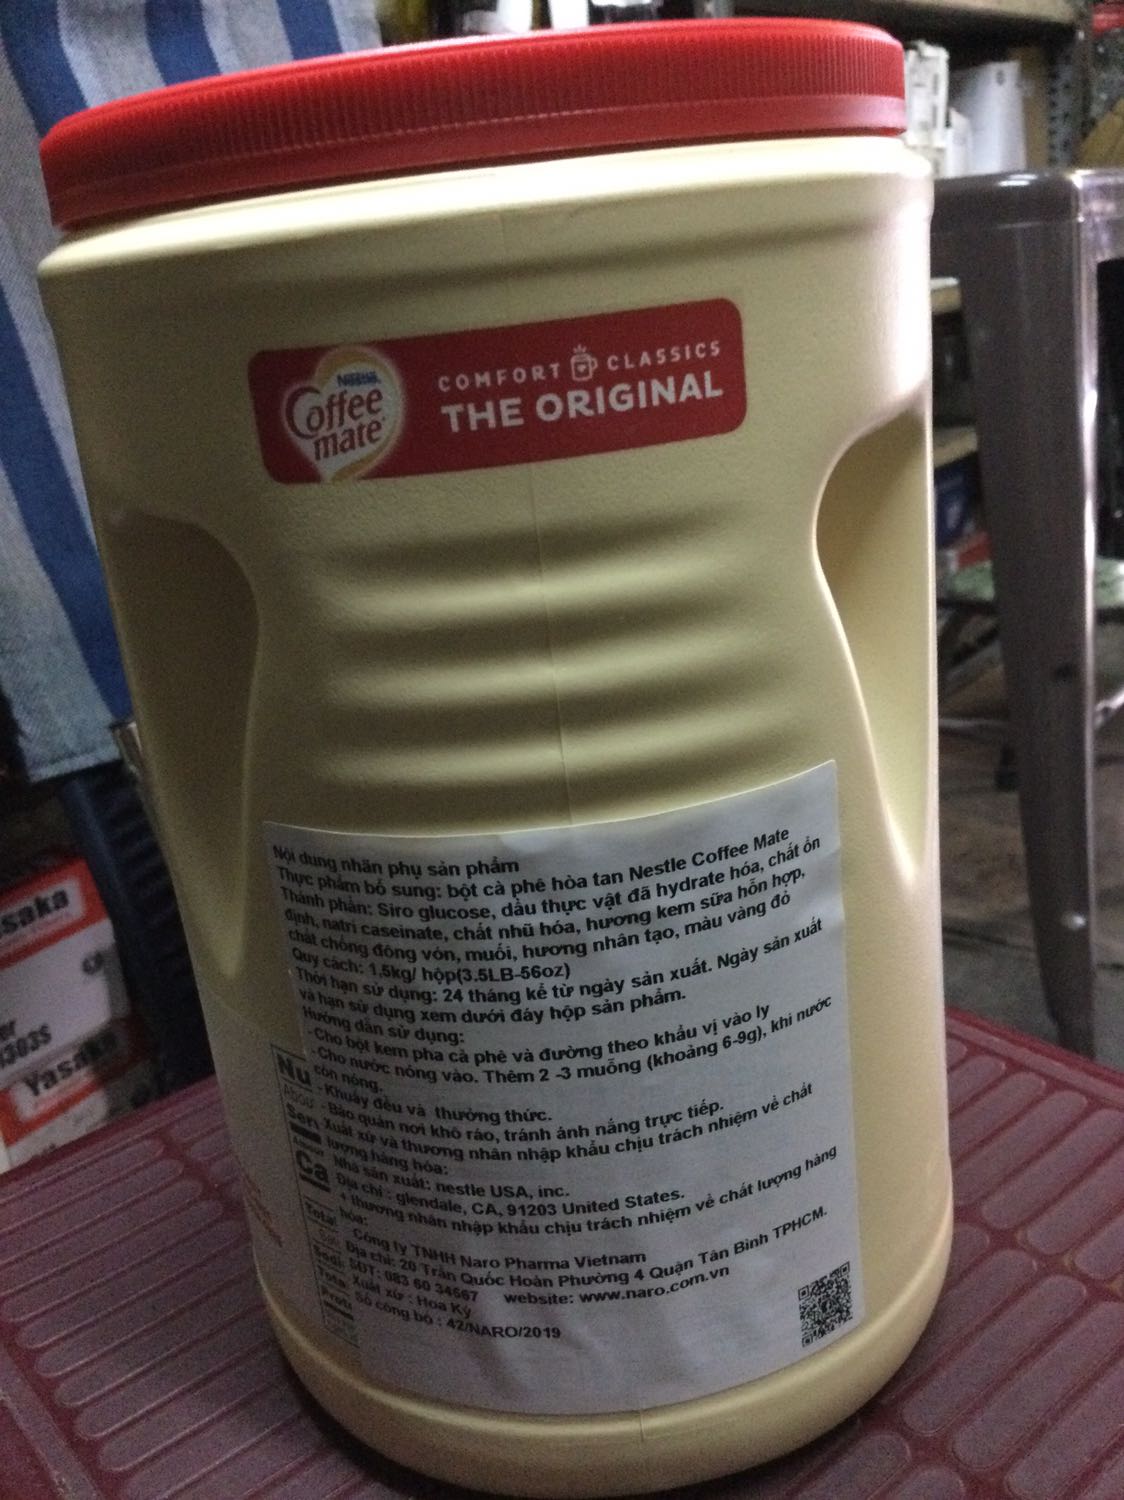 COMFORT CLASSICS
THE ORIGINAL
Nestlé
Coffee
mate
Nội dung nhãn phụ sản phẩm
Thực phẩm bổ sung: bột cà phê hòa tan Nestle Coffee Mate
Thành phần: Siro glucose, dầu thực vật đã hydrate hóa, chất ổn
định, natri caseinate, chất nhũ hóa, hương kem sữa hỗn hợp,
chất chống đông vón, muối, hương nhân tạo, màu vàng đỏ
Quy cách: 1,5kg/ hộp(3.5LB-56oz)
Thời hạn sử dụng: 24 tháng kể từ ngày sản xuất. Ngày sản xuất
và hạn sử dụng xem dưới đáy hộp sản phẩm.
Hướng dẫn sử dụng:
-Cho bột kem pha cà phê và đường theo khẩu vị vào ly
-Cho nước nóng vào. Thêm 2 -3 muỗng (khoảng 6-9g), khi nước
còn nóng.
-Khuấy đều và thưởng thức.
-Bảo quản nơi khô ráo, tránh ánh nắng trực tiếp.
Xuất xứ và thương nhân nhập khẩu chịu trách nhiệm về chất
lượng hàng hóa:
Nhà sản xuất: nestle USA, inc.
Địa chỉ : glendale, CA, 91203 United States.
+ thương nhân nhập khẩu chịu trách nhiệm về chất lượng hàng
hóa:
Công ty TNHH Naro Pharma Vietnam
Địa chỉ: 20 Trần Quốc Hoàn Phường 4 Quận Tân Bình TPHCM.
SĐT: 083 60 34567 website: www.naro.com.vn
Xuất xứ : Hoa Kỳ
Số công bố : 42/NARO/2019
Nu
Ca
saka
Yasaka